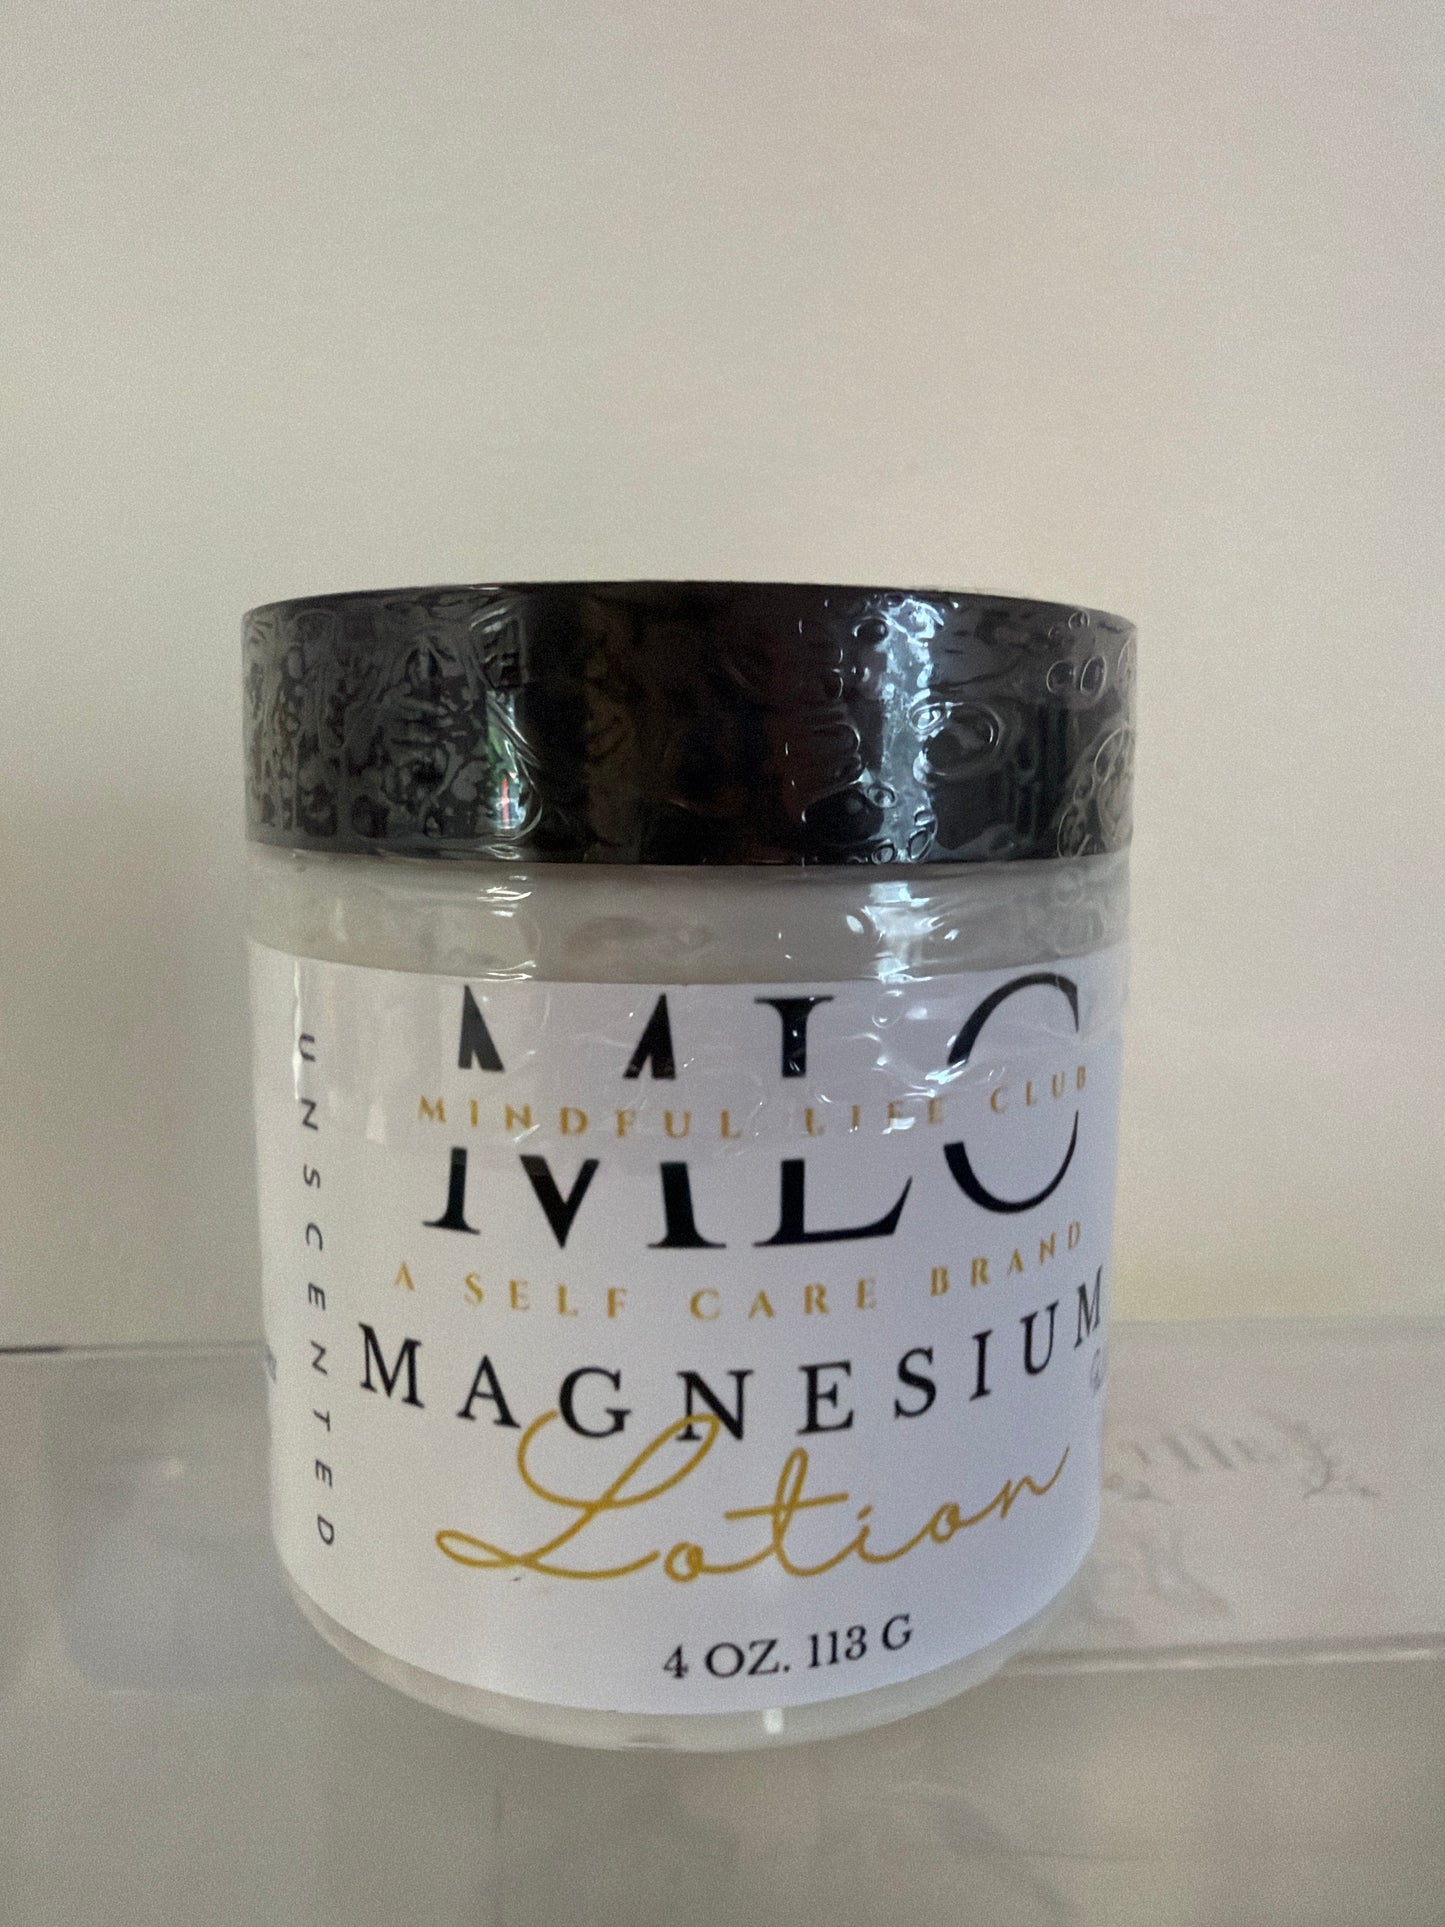 MLC
MINDFUL LIFE CLUB
A SELF CARE BRAND
MAGNESIUM
Lotion
4 OZ. 113 G
UNSCENTED